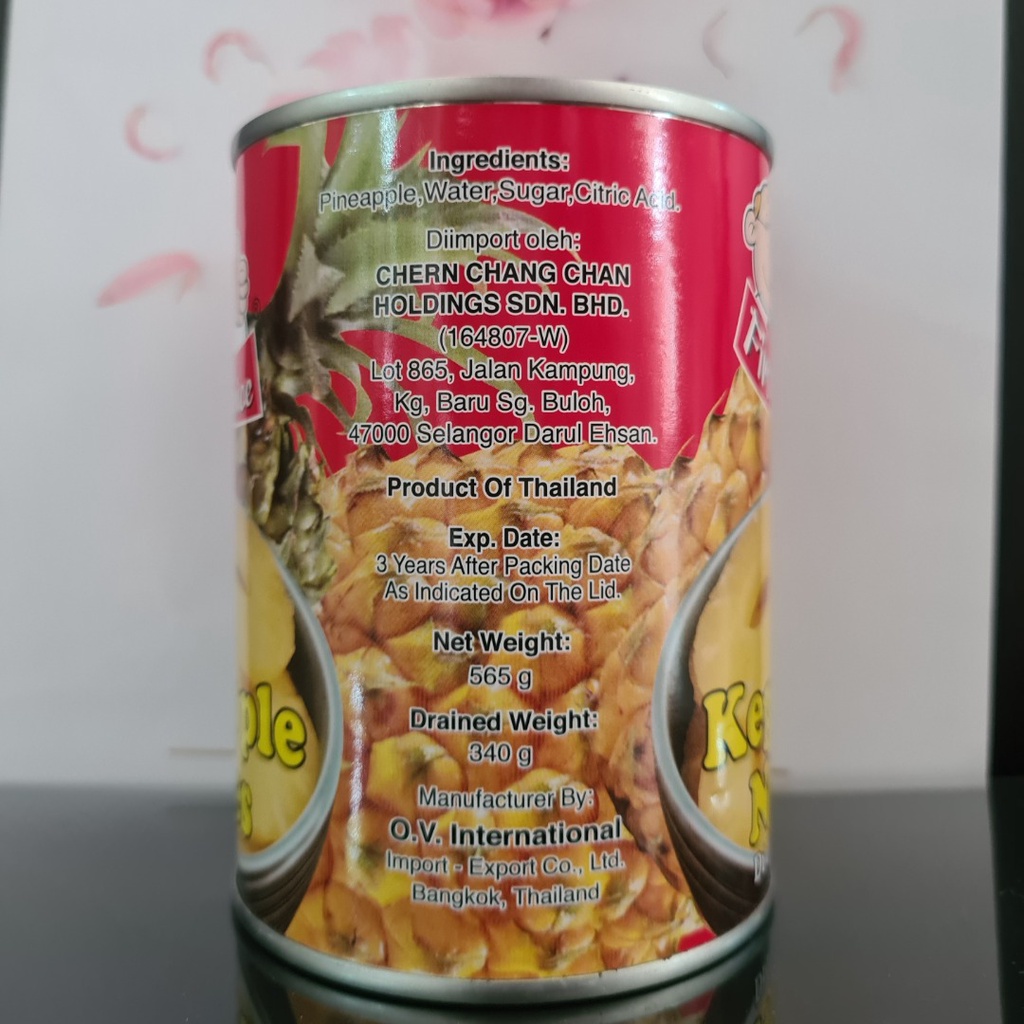 Ingredients:
Pineapple,Water,Sugar,Citric Acid.
Diimport oleh:
CHERN CHANG CHAN
HOLDINGS SDN. BHD.
(164807-W)
Lot 865, Jalan Kampung,
Kg, Baru Sg. Buloh,
47000 Selangor Darul Ehsan.
Product Of Thailand
Exp. Date:
3 Years After Packing Date
As Indicated On The Lid.
Net Weight:
565 g
Drained Weight:
340 g
Manufacturer By:
O.V. International
Import - Export Co., Ltd.
Bangkok, Thailand